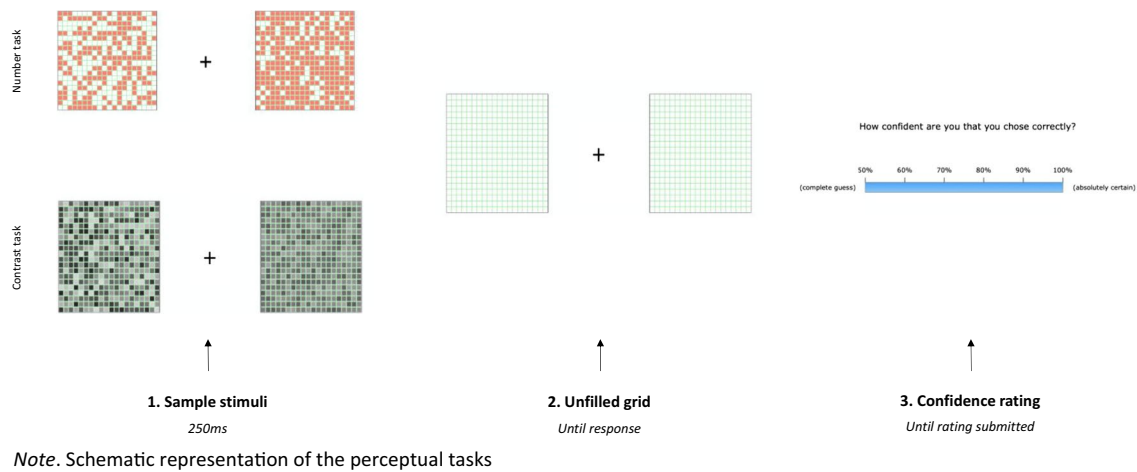 Number task
+
+
How confident are you that you chose correctly?
50% 60% 70% 80% 90% 100%
(complete guess) (absolutely certain)
Contrast task
+
1. Sample stimuli
250ms
2. Unfilled grid
Until response
3. Confidence rating
Until rating submitted
Note. Schematic representation of the perceptual tasks